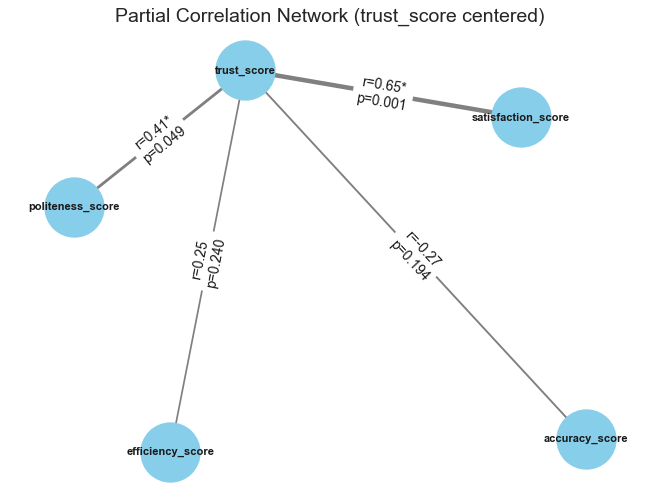 Partial Correlation Network (trust_score centered)
trust_score
r=0.65*
p=0.001
satisfaction_score
r=0.41*
p=0.049
politeness_score
r=0.25
p=0.240
r=-0.27
p=0.194
efficiency_score
accuracy_score